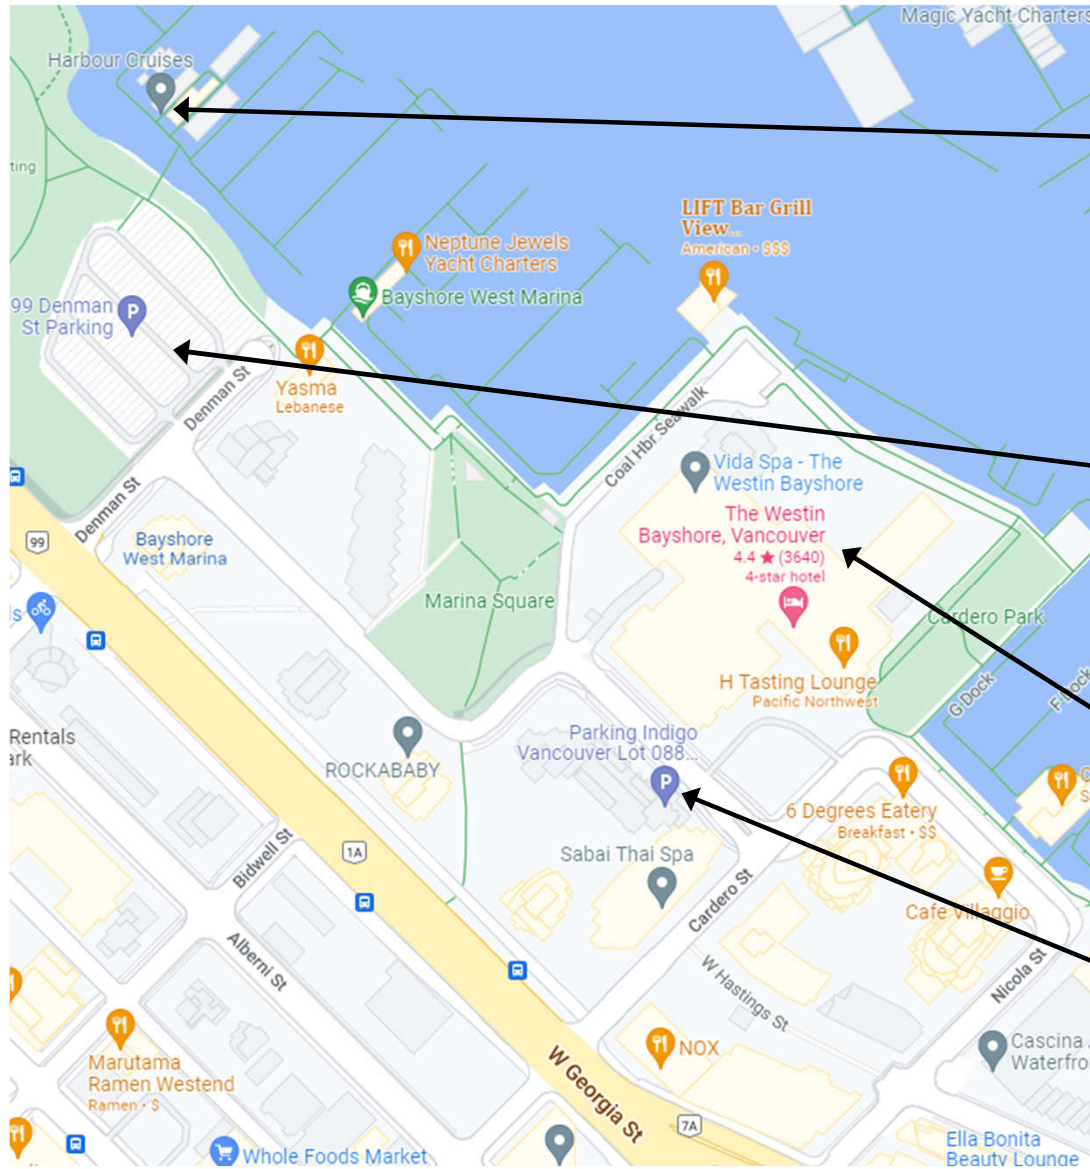 Magic Yacht Charters
Harbour Cruises
ting
LIFT Bar Grill
View...
American • $$$
Neptune Jewels
Yacht Charters
Bayshore West Marina
99 Denman
St Parking
P
Denman St
Yasma
Lebanese
Coal Hbr Seawalk
Vida Spa - The
Westin Bayshore
The Westin
Bayshore, Vancouver
4.4 ★ (3640)
4-star hotel
Denman St
99
Bayshore
West Marina
Marina Square
Cardero Park
ls
H Tasting Lounge
Pacific Northwest
G Dock
F Dock
Rentals
ark
ROCKABABY
Parking Indigo
Vancouver Lot 088...
P
6 Degrees Eatery
Breakfast • $$
1A
Bidwell St
Sabai Thai Spa
Cardero St
Cafe Villaggio
Alberni St
W Hastings St
Nicola St
Marutama
Ramen Westend
Ramen • $
NOX
Cascina
Waterfro
W Georgia St
7A
Whole Foods Market
Ella Bonita
Beauty Lounge